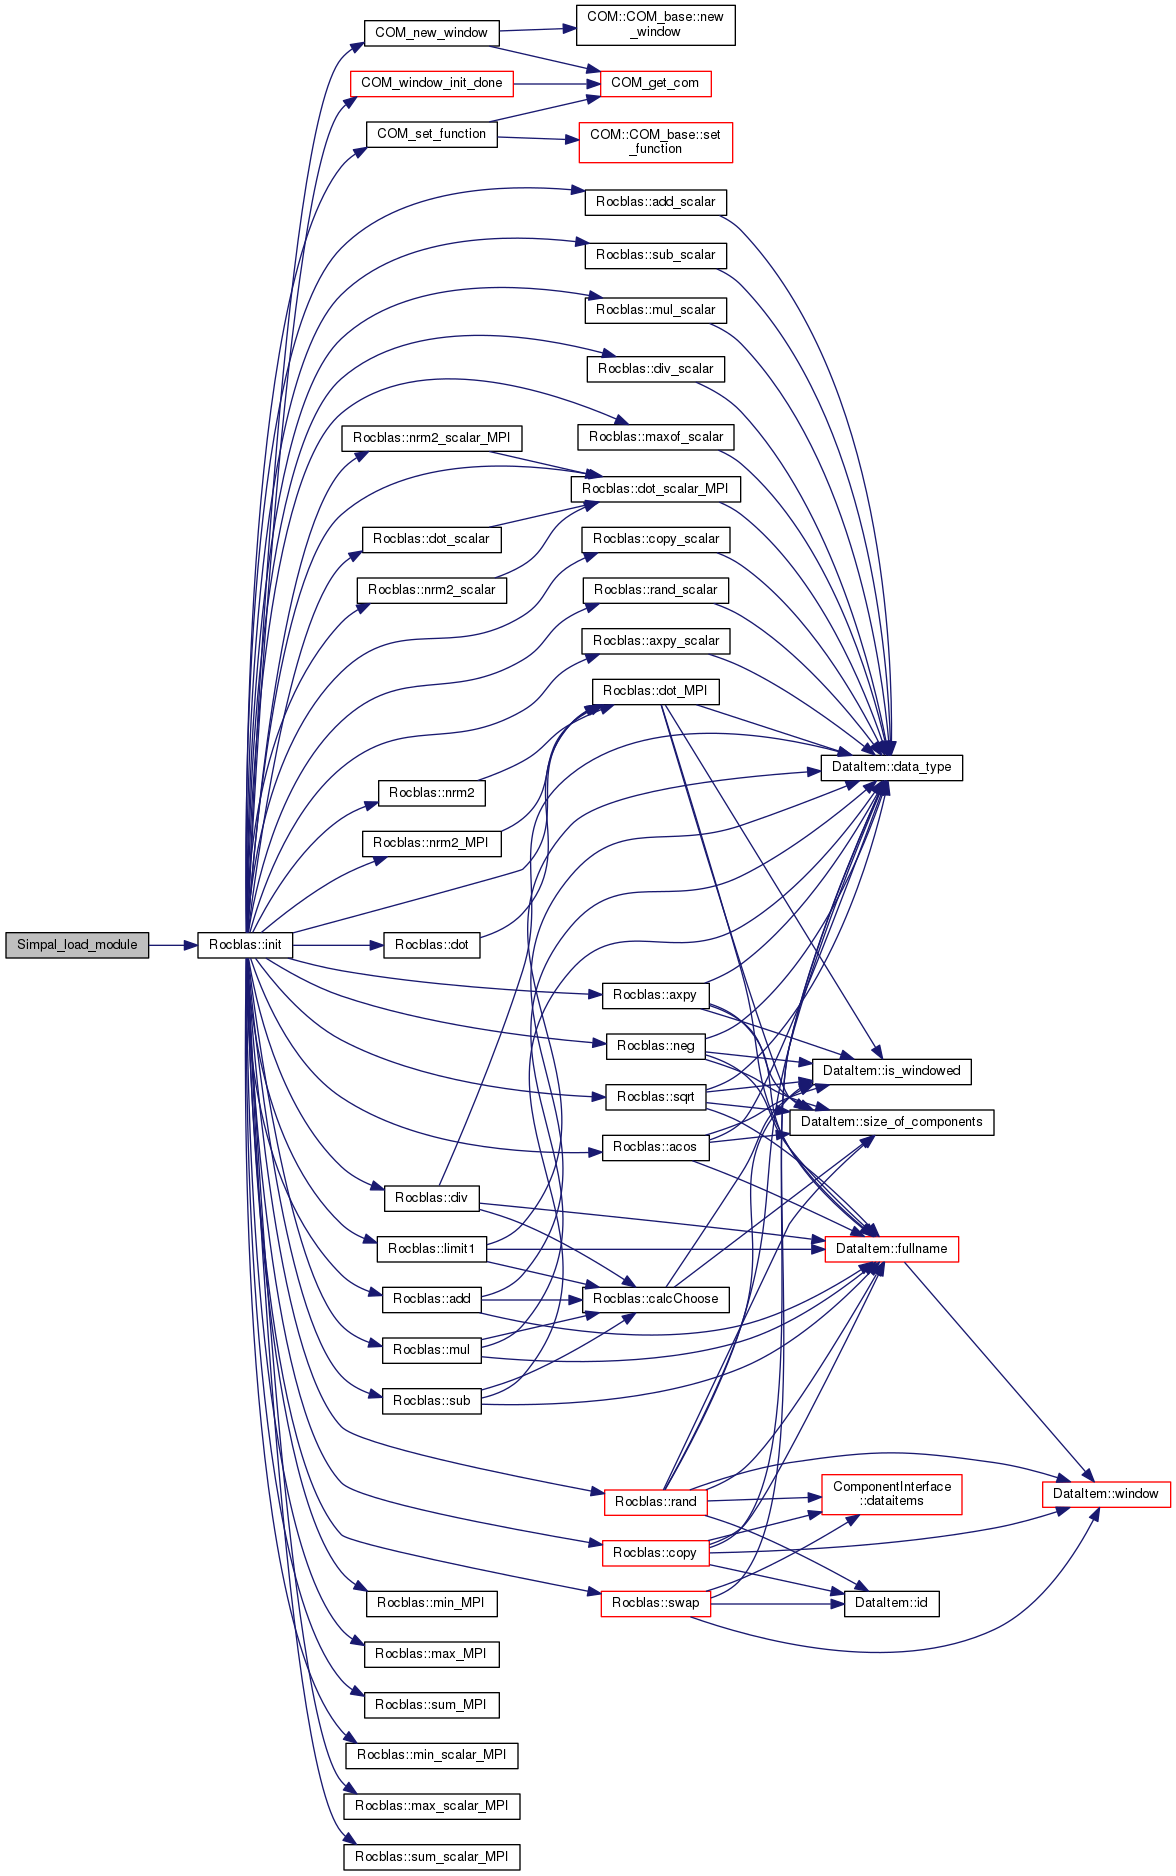 COM_new_window
COM::COM_base::new
_window
COM_window_init_done
COM_get_com
COM_set_function
COM::COM_base::set
_function
Rocblas::add_scalar
Rocblas::sub_scalar
Rocblas::mul_scalar
Rocblas::div_scalar
Rocblas::maxof_scalar
Rocblas::nrm2_scalar_MPI
Rocblas::dot_scalar_MPI
Rocblas::dot_scalar
Rocblas::copy_scalar
Rocblas::nrm2_scalar
Rocblas::rand_scalar
Rocblas::axpy_scalar
Rocblas::dot_MPI
DataItem::data_type
Rocblas::nrm2
Rocblas::nrm2_MPI
Simpal_load_module
Rocblas::init
Rocblas::dot
Rocblas::axpy
Rocblas::neg
DataItem::is_windowed
Rocblas::sqrt
DataItem::size_of_components
Rocblas::acos
Rocblas::div
Rocblas::limit1
DataItem::fullname
Rocblas::add
Rocblas::calcChoose
Rocblas::mul
Rocblas::sub
Rocblas::rand
ComponentInterface
::dataitems
DataItem::window
Rocblas::copy
Rocblas::swap
DataItem::id
Rocblas::min_MPI
Rocblas::max_MPI
Rocblas::sum_MPI
Rocblas::min_scalar_MPI
Rocblas::max_scalar_MPI
Rocblas::sum_scalar_MPI